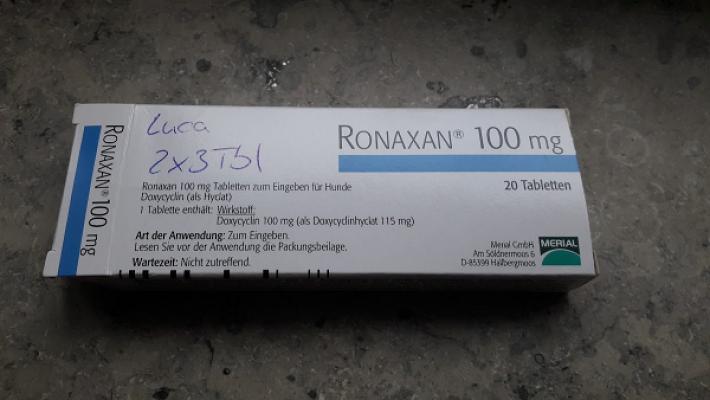 RONAXAN® 100 mg
Luca
2x3 Tbl
RONAXAN® 100 mg
20 Tabletten
Ronaxan 100 mg Tabletten zum Eingeben für Hunde
Doxycyclin (als Hyclat)
1 Tablette enthält: Wirkstoff:
Doxycyclin 100 mg (als Doxycyclinhyclat 115 mg)
Art der Anwendung: Zum Eingeben.
Lesen Sie vor der Anwendung die Packungsbeilage.
Wartezeit: Nicht zutreffend.
Merial GmbH
Am Söldnermoos 6
D-85399 Hallbergmoos
MERIAL